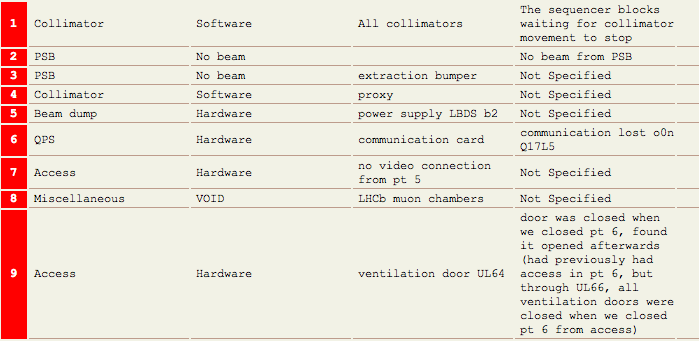 1 Collimator Software All collimators The sequencer blocks
waiting for collimator
movement to stop
2 PSB No beam No beam from PSB
3 PSB No beam extraction bumper Not Specified
4 Collimator Software proxy Not Specified
5 Beam dump Hardware power supply LBDS b2 Not Specified
6 QPS Hardware communication card communication lost o0n
Q17L5
7 Access Hardware no video connection
from pt 5 Not Specified
8 Miscellaneous VOID LHCb muon chambers Not Specified
9 Access Hardware ventilation door UL64 door was closed when
we closed pt 6, found
it opened afterwards
(had previously had
access in pt 6, but
through UL66, all
ventilation doors were
closed when we closed
pt 6 from access)